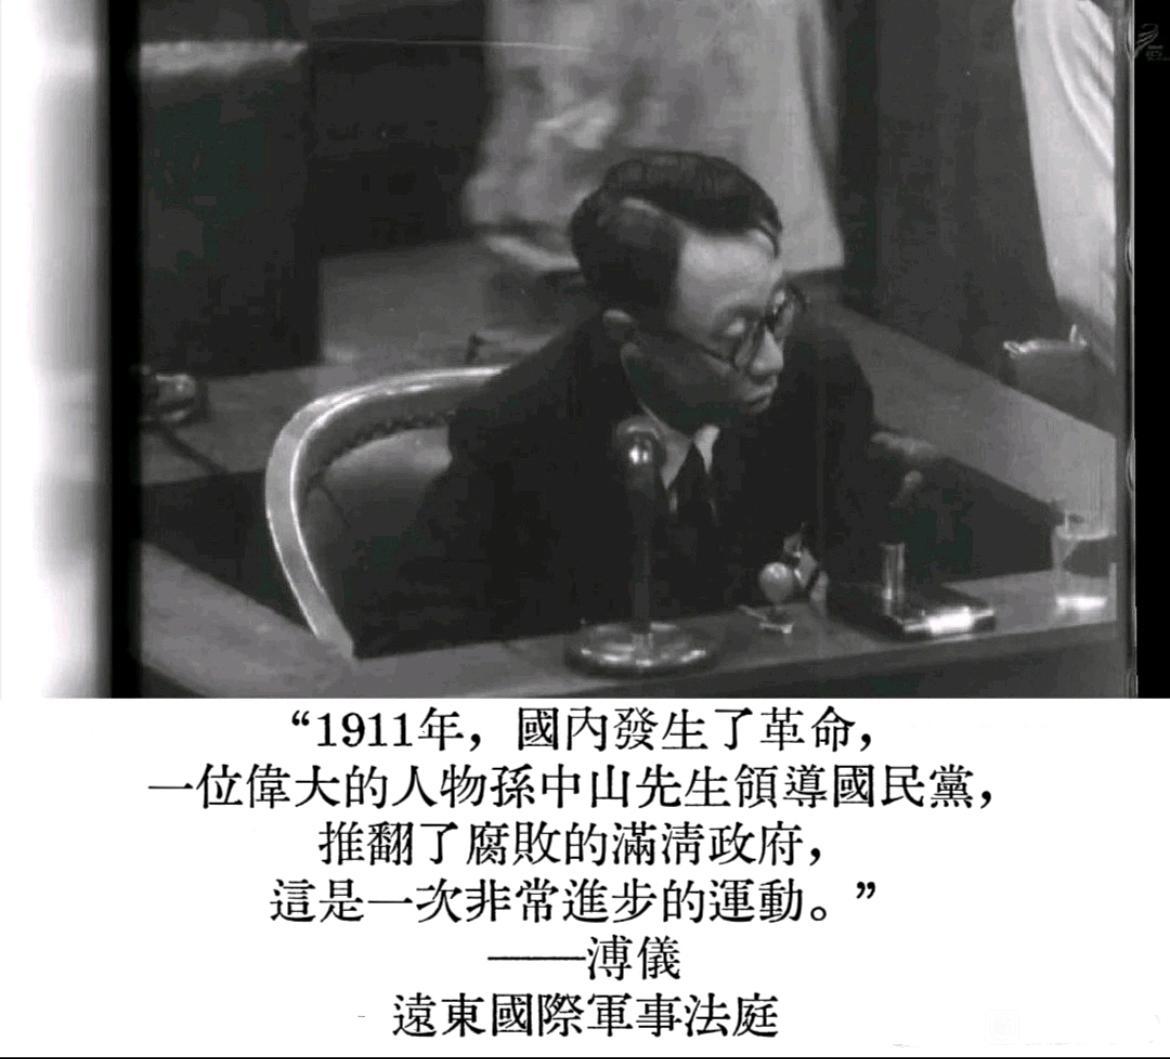 “1911年，國內發生了革命，
一位偉大的人物孫中山先生領導國民黨，
推翻了腐敗的滿清政府，
這是一次非常進步的運動。”
——溥儀
遠東國際軍事法庭